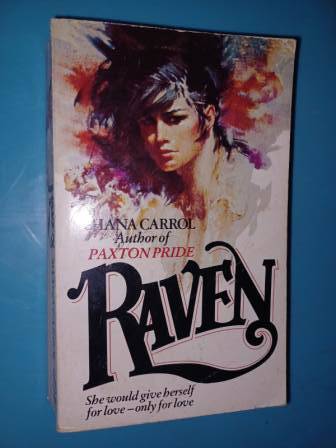 SHANA CARROL
Author of
PAXTON PRIDE
RAVEN
She would give herself
for love – only for love